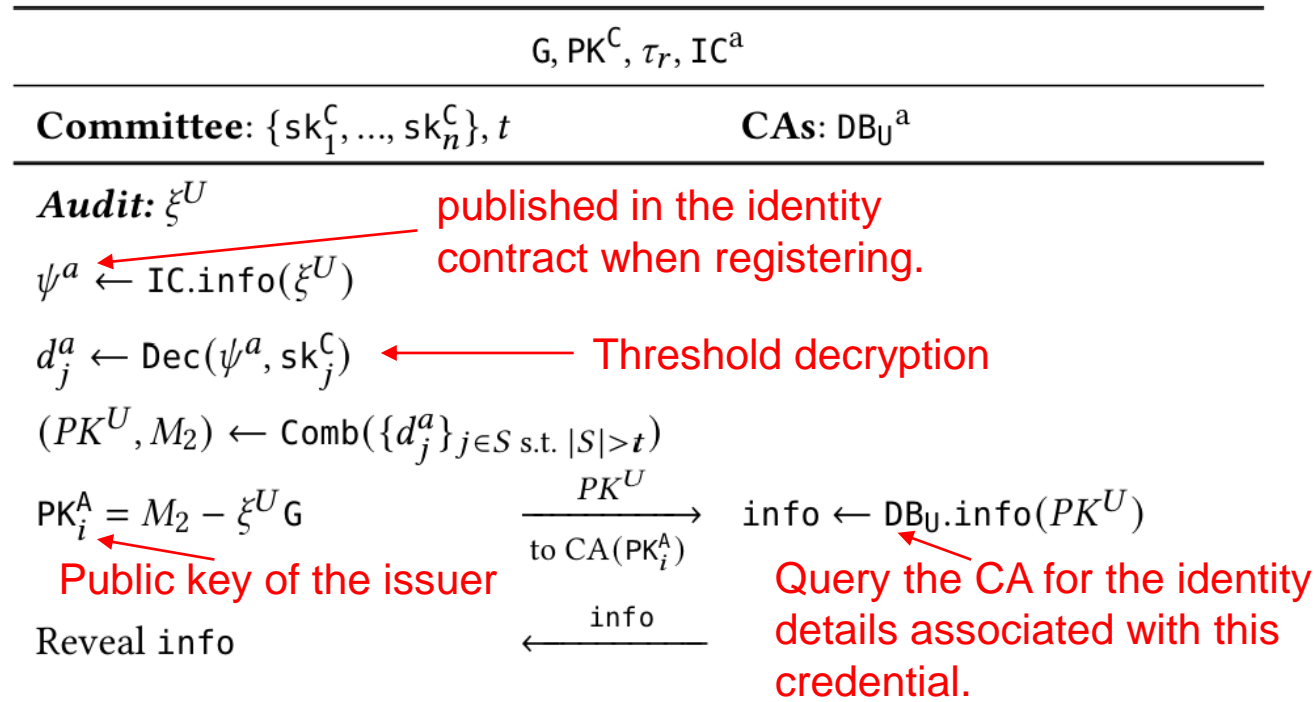 G, PK^C, τ_r, IC^a
Committee: {sk_1^C, ..., sk_n^C}, t CAs: DB_U^a
Audit: ξ^U
published in the identity
contract when registering.
ψ^a ← IC.info(ξ^U)
d_j^a ← Dec(ψ^a, sk_j^C)
Threshold decryption
(PK^U, M_2) ← Comb({d_j^a}_{j∈S s.t. |S|>t})
PK_i^A = M_2 − ξ^U G
PK^U
to CA(PK_i^A)
info ← DB_U.info(PK^U)
Public key of the issuer
Query the CA for the identity
details associated with this
credential.
Reveal info
info